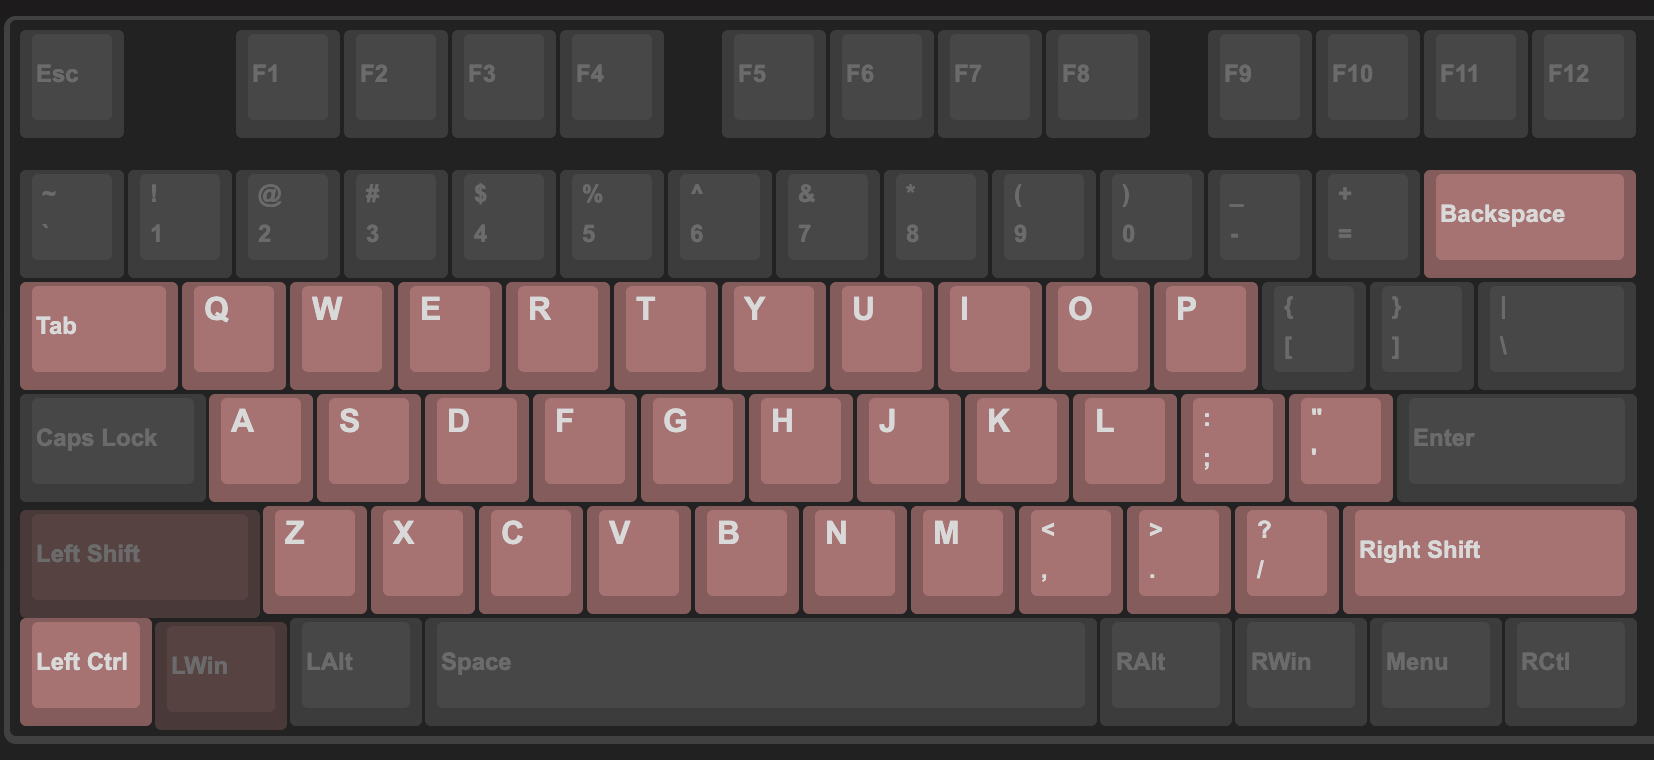 Esc F1 F2 F3 F4 F5 F6 F7 F8 F9 F10 F11 F12
~ ! @ # $ % ^ & * ( ) _ +
` 1 2 3 4 5 6 7 8 9 0 - = Backspace
Tab Q W E R T Y U I O P { } |
[ ] \
Caps Lock A S D F G H J K L : " Enter
; '
Left Shift Z X C V B N M < > ? Right Shift
, . /
Left Ctrl LWin LAlt Space RAlt RWin Menu RCtl